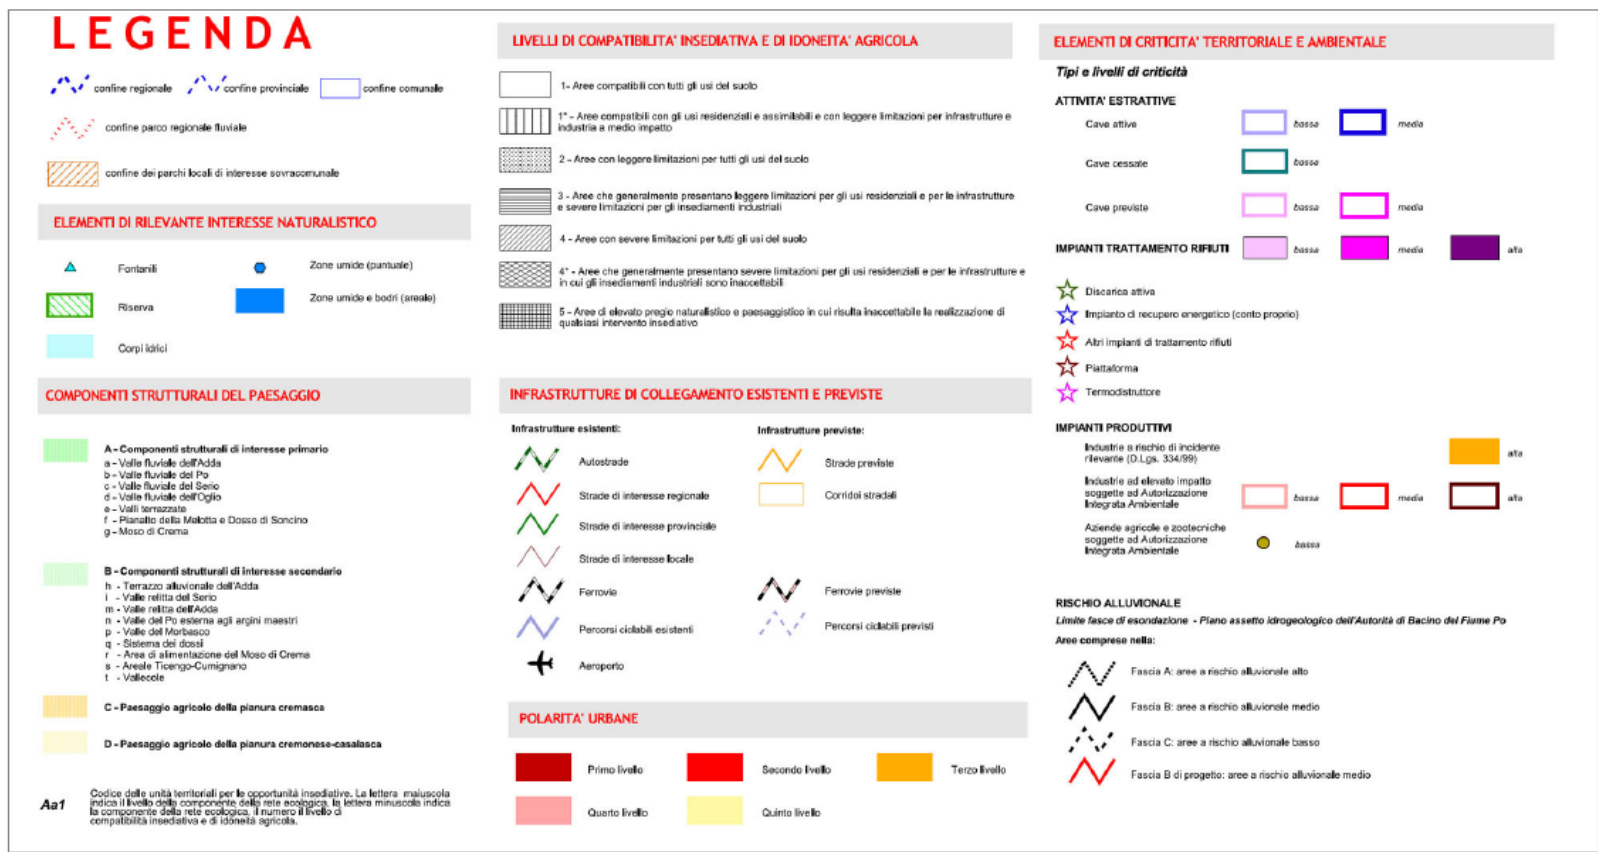 LEGENDA
confine regionale
confine provinciale
confine comunale
confine parco regionale fluviale
confine dei parchi locali di interesse sovracomunale
ELEMENTI DI RILEVANTE INTERESSE NATURALISTICO
Fontanili
Zone umide (puntuale)
Riserva
Zone umide e bodri (areale)
Corpi idrici
COMPONENTI STRUTTURALI DEL PAESAGGIO
A - Componenti strutturali di interesse primario
a - Valle fluviale dell'Adda
b - Valle fluviale del Po
c - Valle fluviale del Serio
d - Valle fluviale dell'Oglio
e - Valli terrazzate
f - Pianalto della Melotta e Dosso di Soncino
g - Moso di Crema
B - Componenti strutturali di interesse secondario
h - Terrazzo alluvionale dell'Adda
i - Valle relitta del Serio
m - Valle relitta dell'Adda
n - Valle del Po esterna agli argini maestri
p - Valle del Morbasco
q - Sistema dei dossi
r - Area di alimentazione del Moso di Crema
s - Areale Ticengo-Cumignano
t - Vallecole
C - Paesaggio agricolo della pianura cremasca
D - Paesaggio agricolo della pianura cremonese-casalasca
Aa1
Codice delle unità territoriali per le opportunità insediative. La lettera maiuscola
indica il livello della componente della rete ecologica, la lettera minuscola indica
la componente della rete ecologica, il numero il livello di
compatibilità insediativa e di idoneità agricola.
LIVELLI DI COMPATIBILITA' INSEDIATIVA E DI IDONEITA' AGRICOLA
1- Aree compatibili con tutti gli usi del suolo
1* - Aree compatibili con gli usi residenziali e assimilabili e con leggere limitazioni per infrastrutture e
industria a medio impatto
2 - Aree con leggere limitazioni per tutti gli usi del suolo
3 - Aree che generalmente presentano leggere limitazioni per gli usi residenziali e per le infrastrutture
e severe limitazioni per gli insediamenti industriali
4 - Aree con severe limitazioni per tutti gli usi del suolo
4* - Aree che generalmente presentano severe limitazioni per gli usi residenziali e per le infrastrutture e
in cui gli insediamenti industriali sono inaccettabili
5 - Aree di elevato pregio naturalistico e paesaggistico in cui risulta inaccettabile la realizzazione di
qualsiasi intervento insediativo
INFRASTRUTTURE DI COLLEGAMENTO ESISTENTI E PREVISTE
Infrastrutture esistenti:
Infrastrutture previste:
Autostrade
Strade previste
Strade di interesse regionale
Corridoi stradali
Strade di interesse provinciale
Strade di interesse locale
Ferrovie
Ferrovie previste
Percorsi ciclabili esistenti
Percorsi ciclabili previsti
Aeroporto
POLARITA' URBANE
Primo livello
Secondo livello
Terzo livello
Quarto livello
Quinto livello
ELEMENTI DI CRITICITA' TERRITORIALE E AMBIENTALE
Tipi e livelli di criticità
ATTIVITA' ESTRATTIVE
Cave attive
bassa
media
Cave cessate
bassa
Cave previste
bassa
media
IMPIANTI TRATTAMENTO RIFIUTI
bassa
media
alta
Discarica attiva
Impianto di recupero energetico (conto proprio)
Altri impianti di trattamento rifiuti
Piattaforma
Termodistruttore
IMPIANTI PRODUTTIVI
Industrie a rischio di incidente
rilevante (D.Lgs. 334/99)
alta
Industrie ad elevato impatto
soggette ad Autorizzazione
Integrata Ambientale
bassa
media
alta
Aziende agricole e zootecniche
soggette ad Autorizzazione
Integrata Ambientale
bassa
RISCHIO ALLUVIONALE
Limite fasce di esondazione - Piano assetto idrogeologico dell'Autorità di Bacino del Fiume Po
Aree comprese nella:
Fascia A: aree a rischio alluvionale alto
Fascia B: aree a rischio alluvionale medio
Fascia C: aree a rischio alluvionale basso
Fascia B di progetto: aree a rischio alluvionale medio